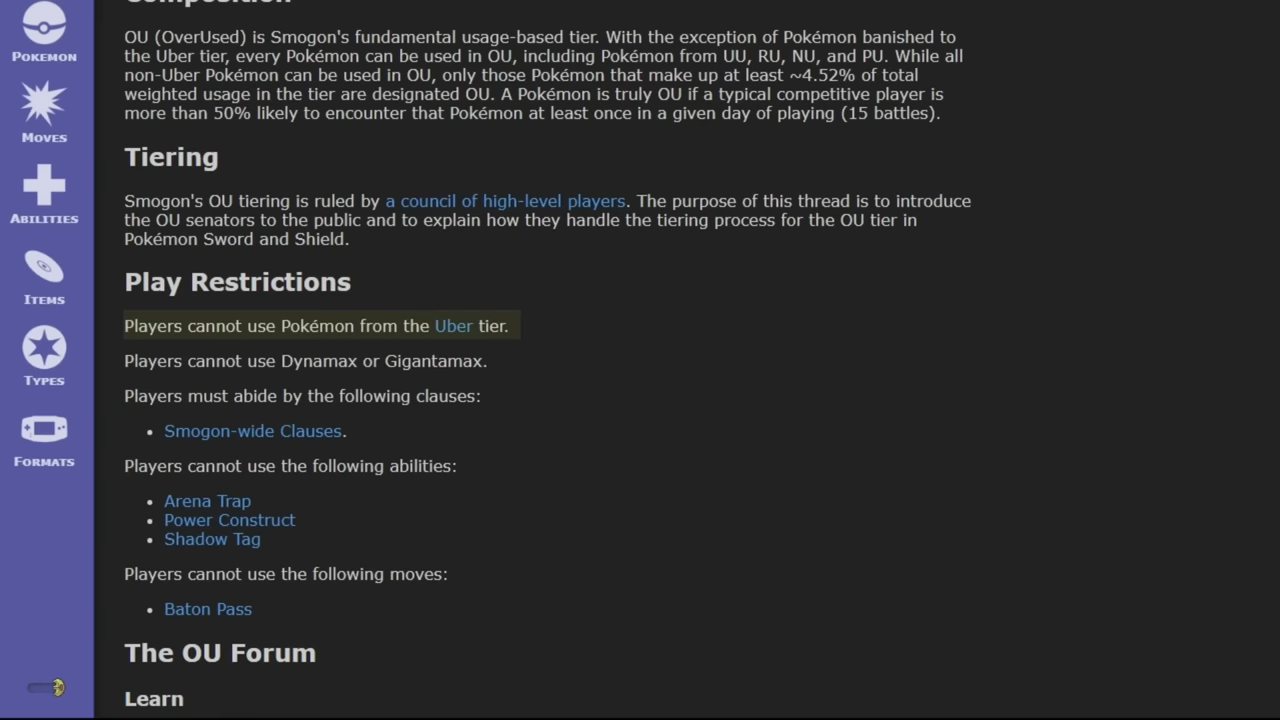 Composition
POKEMON
MOVES
ABILITIES
ITEMS
TYPES
FORMATS
OU (OverUsed) is Smogon's fundamental usage-based tier. With the exception of Pokémon banished to
the Uber tier, every Pokémon can be used in OU, including Pokémon from UU, RU, NU, and PU. While all
non-Uber Pokémon can be used in OU, only those Pokémon that make up at least ~4.52% of total
weighted usage in the tier are designated OU. A Pokémon is truly OU if a typical competitive player is
more than 50% likely to encounter that Pokémon at least once in a given day of playing (15 battles).
Tiering
Smogon's OU tiering is ruled by a council of high-level players. The purpose of this thread is to introduce
the OU senators to the public and to explain how they handle the tiering process for the OU tier in
Pokémon Sword and Shield.
Play Restrictions
Players cannot use Pokémon from the Uber tier.
Players cannot use Dynamax or Gigantamax.
Players must abide by the following clauses:
• Smogon-wide Clauses.
Players cannot use the following abilities:
• Arena Trap
• Power Construct
• Shadow Tag
Players cannot use the following moves:
• Baton Pass
The OU Forum
Learn